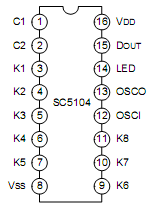 C1 1 16 VDD
C2 2 15 DOUT
K1 3 14 LED
K2 4 13 OSCO
SC5104
K3 5 12 OSCI
K4 6 11 K8
K5 7 10 K7
VSS 8 9 K6